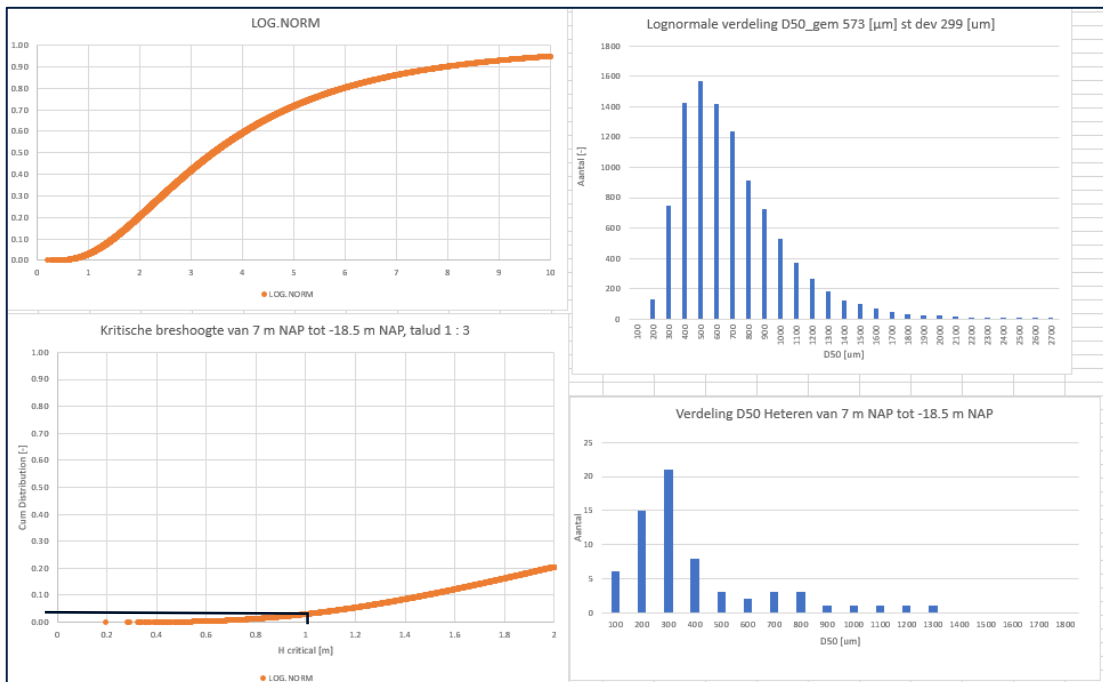 LOG.NORM
1.00
0.90
0.80
0.70
0.60
0.50
0.40
0.30
0.20
0.10
0.00
0 1 2 3 4 5 6 7 8 9 10
LOG.NORM
Lognormale verdeling D50_gem 573 [µm] st dev 299 [um]
1800
1600
1400
1200
1000
800
600
400
200
0
Aantal [-]
100 200 300 400 500 600 700 800 900 1000 1100 1200 1300 1400 1500 1600 1700 1800 1900 2000 2100 2200 2300 2400 2500 2600 2700
D50 [um]
Kritische breshoogte van 7 m NAP tot -18.5 m NAP, talud 1 : 3
1.00
0.90
0.80
0.70
0.60
0.50
0.40
0.30
0.20
0.10
0.00
Cum Distribution [-]
0 0.2 0.4 0.6 0.8 1 1.2 1.4 1.6 1.8 2
H critical [m]
LOG.NORM
Verdeling D50 Heteren van 7 m NAP tot -18.5 m NAP
25
20
15
10
5
0
Aantal
100 200 300 400 500 600 700 800 900 1000 1100 1200 1300 1400 1500 1600 1700 1800
D50 [um]